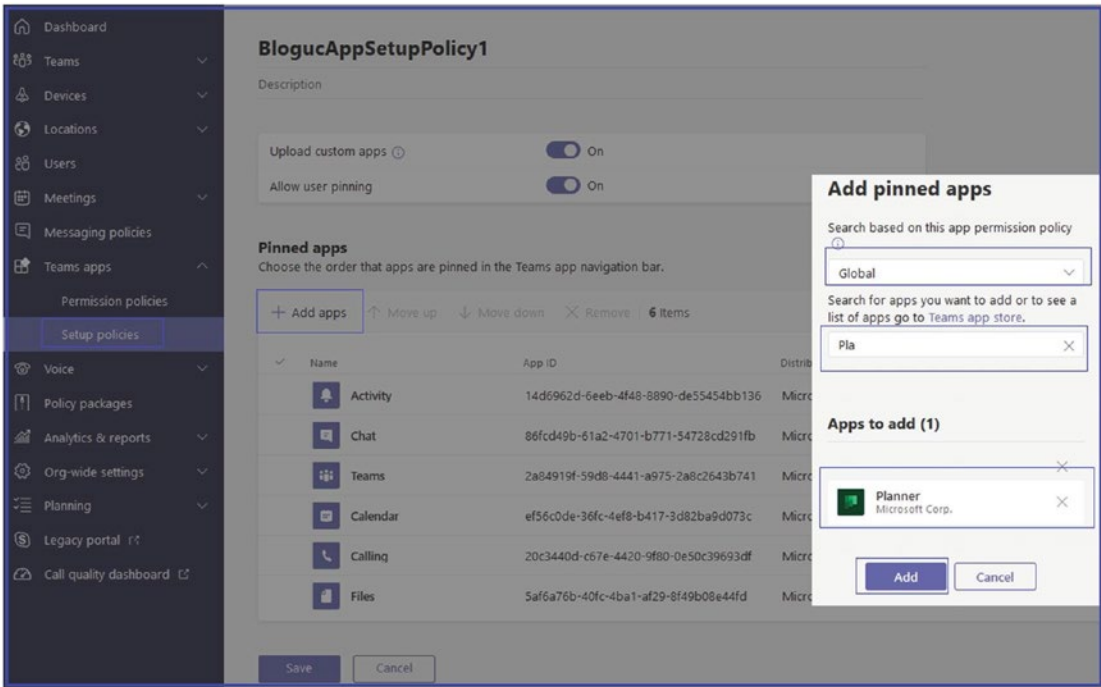 Dashboard
Teams
Devices
Locations
Users
Meetings
Messaging policies
Teams apps
Permission policies
Setup policies
Voice
Policy packages
Analytics & reports
Org-wide settings
Planning
Legacy portal
Call quality dashboard
BlogucAppSetupPolicy1
Description
Upload custom apps On
Allow user pinning On
Pinned apps
Choose the order that apps are pinned in the Teams app navigation bar.
+ Add apps ↑ Move up ↓ Move down × Remove 6 items
Name App ID Distrib
Activity 14d6962d-6eeb-4f48-8890-de55454bb136 Micro
Chat 86fcd49b-61a2-4701-b771-54728cd291fb Micro
Teams 2a84919f-59d8-4441-a975-2a8c2643b741 Micro
Calendar ef56c0de-36fc-4ef8-b417-3d82ba9d073c Micro
Calling 20c3440d-c67e-4420-9f80-0e50c39693df Micro
Files 5af6a76b-40fc-4ba1-af29-8f49b08e44fd Micro
Save Cancel
Add pinned apps
Search based on this app permission policy
Global
Search for apps you want to add or to see a
list of apps go to Teams app store.
Pla
Apps to add (1)
Planner
Microsoft Corp.
Add Cancel